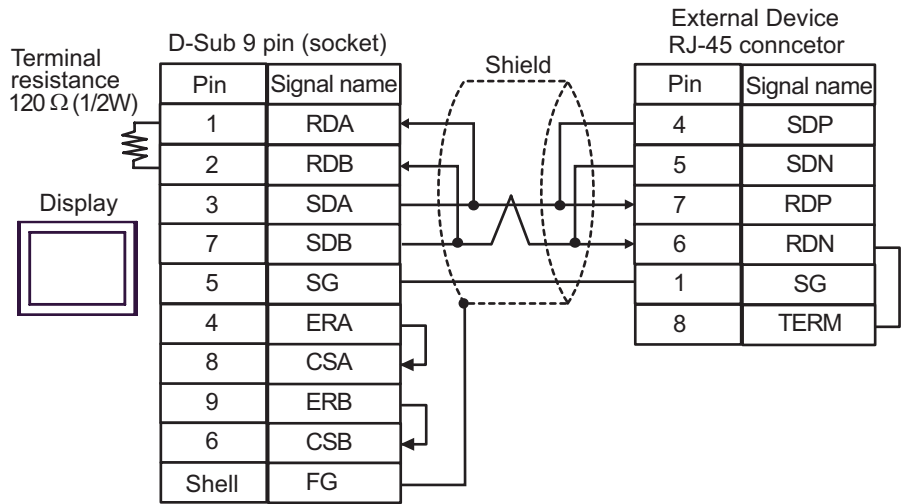 Terminal
resistance
120 Ω (1/2W)
D-Sub 9 pin (socket)
Shield
External Device
RJ-45 conncetor
Display
Pin Signal name
1 RDA
2 RDB
3 SDA
7 SDB
5 SG
4 ERA
8 CSA
9 ERB
6 CSB
Shell FG
Pin Signal name
4 SDP
5 SDN
7 RDP
6 RDN
1 SG
8 TERM